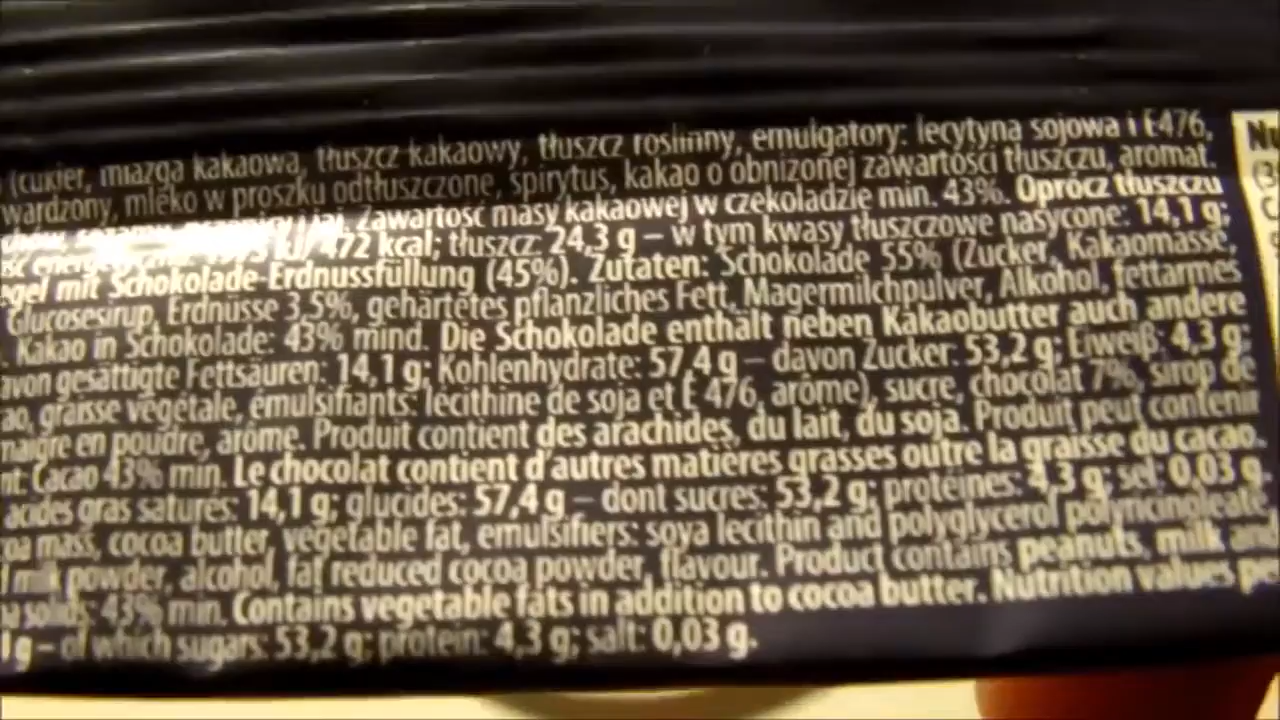 (cukier, miazga kakaowa, tłuszcz kakaowy, tłuszcz roślinny, emulgatory: lecytyna sojowa i E476,
wardzony, mleko w proszku odtłuszczone, spirytus, kakao o obniżonej zawartości tłuszczu, aromat.
Zawartość masy kakaowej w czekoladzie min. 43%. Oprócz tłuszczu
472 kcal; tłuszcz: 24,3 g – w tym kwasy tłuszczowe nasycone: 14,1 g;
egel mit Schokolade-Erdnussfüllung (45%). Zutaten: Schokolade 55% (Zucker, Kakaomasse,
Glucosesirup, Erdnüsse 3,5%, gehärtetes pflanzliches Fett, Magermilchpulver, Alkohol, fettarmes
Kakao in Schokolade: 43% mind. Die Schokolade enthält neben Kakaobutter auch andere
avon gesättigte Fettsäuren: 14,1 g; Kohlenhydrate: 57,4 g – davon Zucker: 53,2 g; Eiweiß: 4,3 g;
ao, graisse végétale, émulsifiants: lécithine de soja et E 476, arôme), sucre, chocolat 7%, sirop de
maigre en poudre, arôme. Produit contient des arachides, du lait, du soja. Produit peut contenir
nt: Cacao 43% min. Le chocolat contient d'autres matières grasses outre la graisse du cacao.
acides gras saturés: 14,1 g; glucides: 57,4 g – dont sucres: 53,2 g; protéines: 4,3 g; sel: 0,03 g.
oa mass, cocoa butter, vegetable fat, emulsifiers: soya lecithin and polyglycerol polyricinoleate,
milk powder, alcohol, fat reduced cocoa powder, flavour. Product contains peanuts, milk and
a solids: 43% min. Contains vegetable fats in addition to cocoa butter. Nutrition values pe
g – of which sugars: 53,2 g; protein: 4,3 g; salt: 0,03 g.